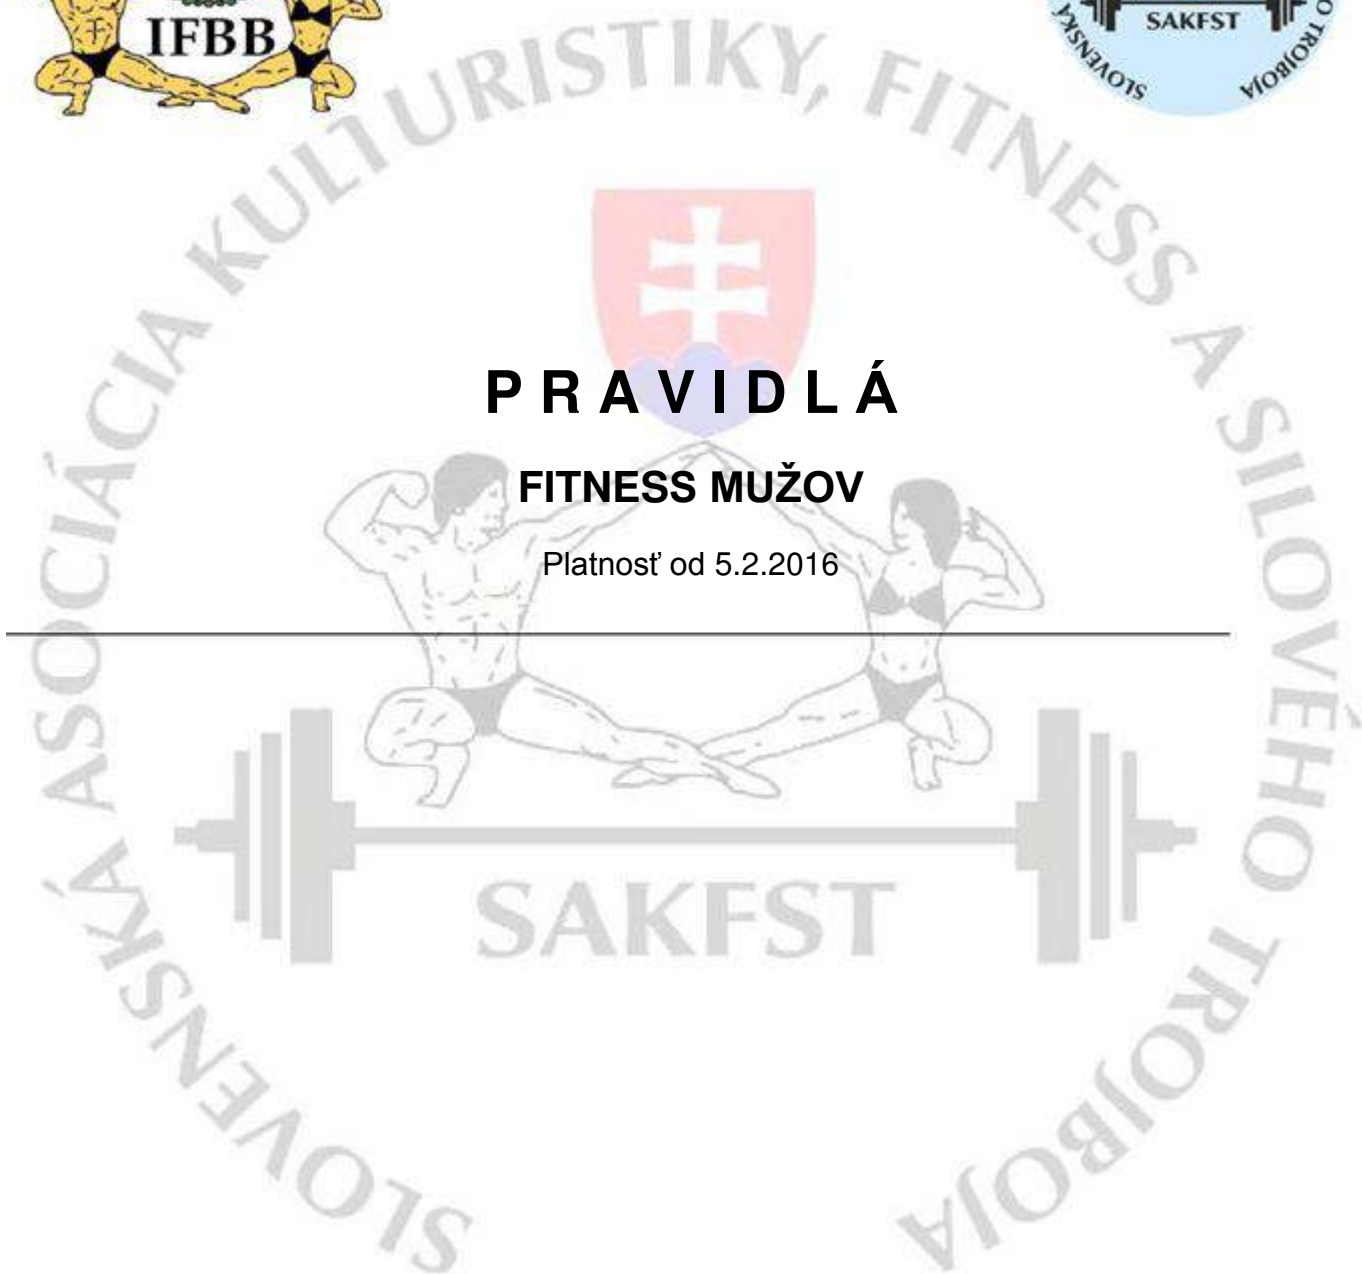 IFBB
SAKFST
SLOVENSKÁ
O TROJBOJA
SLOVENSKÁ ASOCIÁCIA KULTURISTIKY, FITNESS A SILOVÉHO TROJBOJA
P R A V I D L Á
FITNESS MUŽOV
Platnosť od 5.2.2016
SAKFST